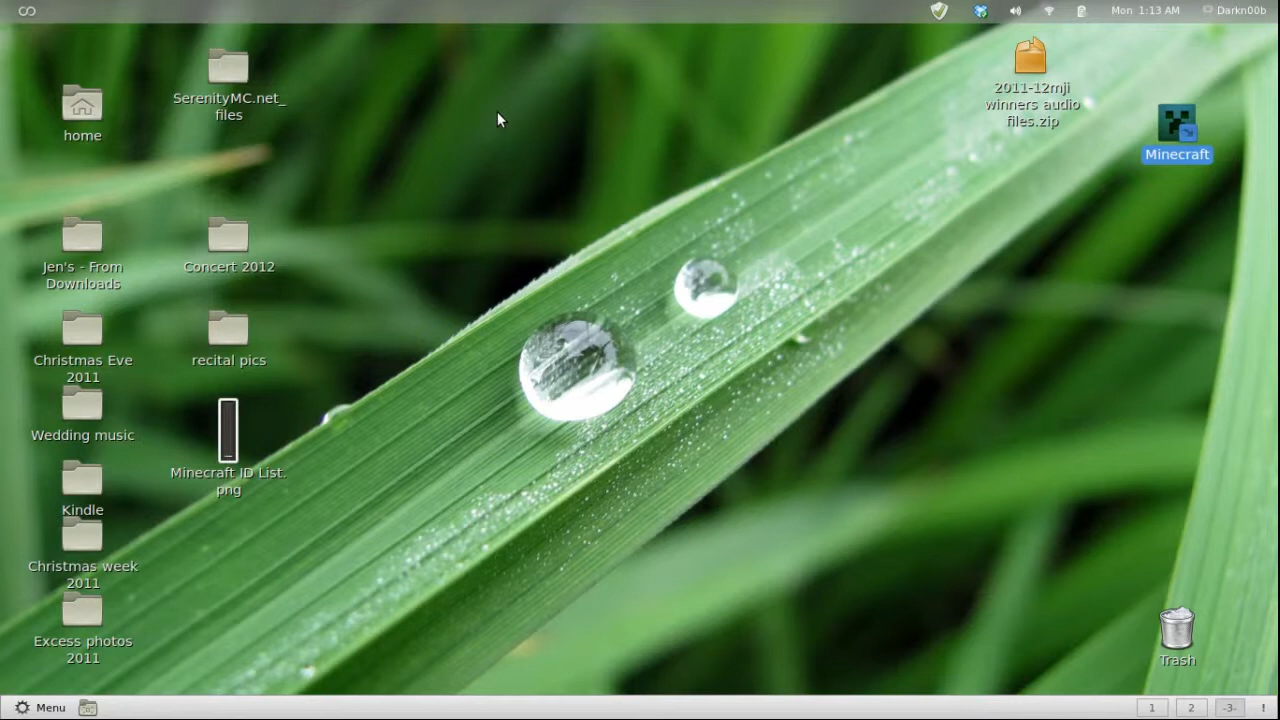 Mon 1:13 AM
Darkn00b
home
SerenityMC.net_
files
2011-12mji
winners audio
files.zip
Minecraft
Jen's - From
Downloads
Concert 2012
Christmas Eve
2011
recital pics
Wedding music
Minecraft ID List.
png
Kindle
Christmas week
2011
Excess photos
2011
Trash
Menu
1
2
-3-
!